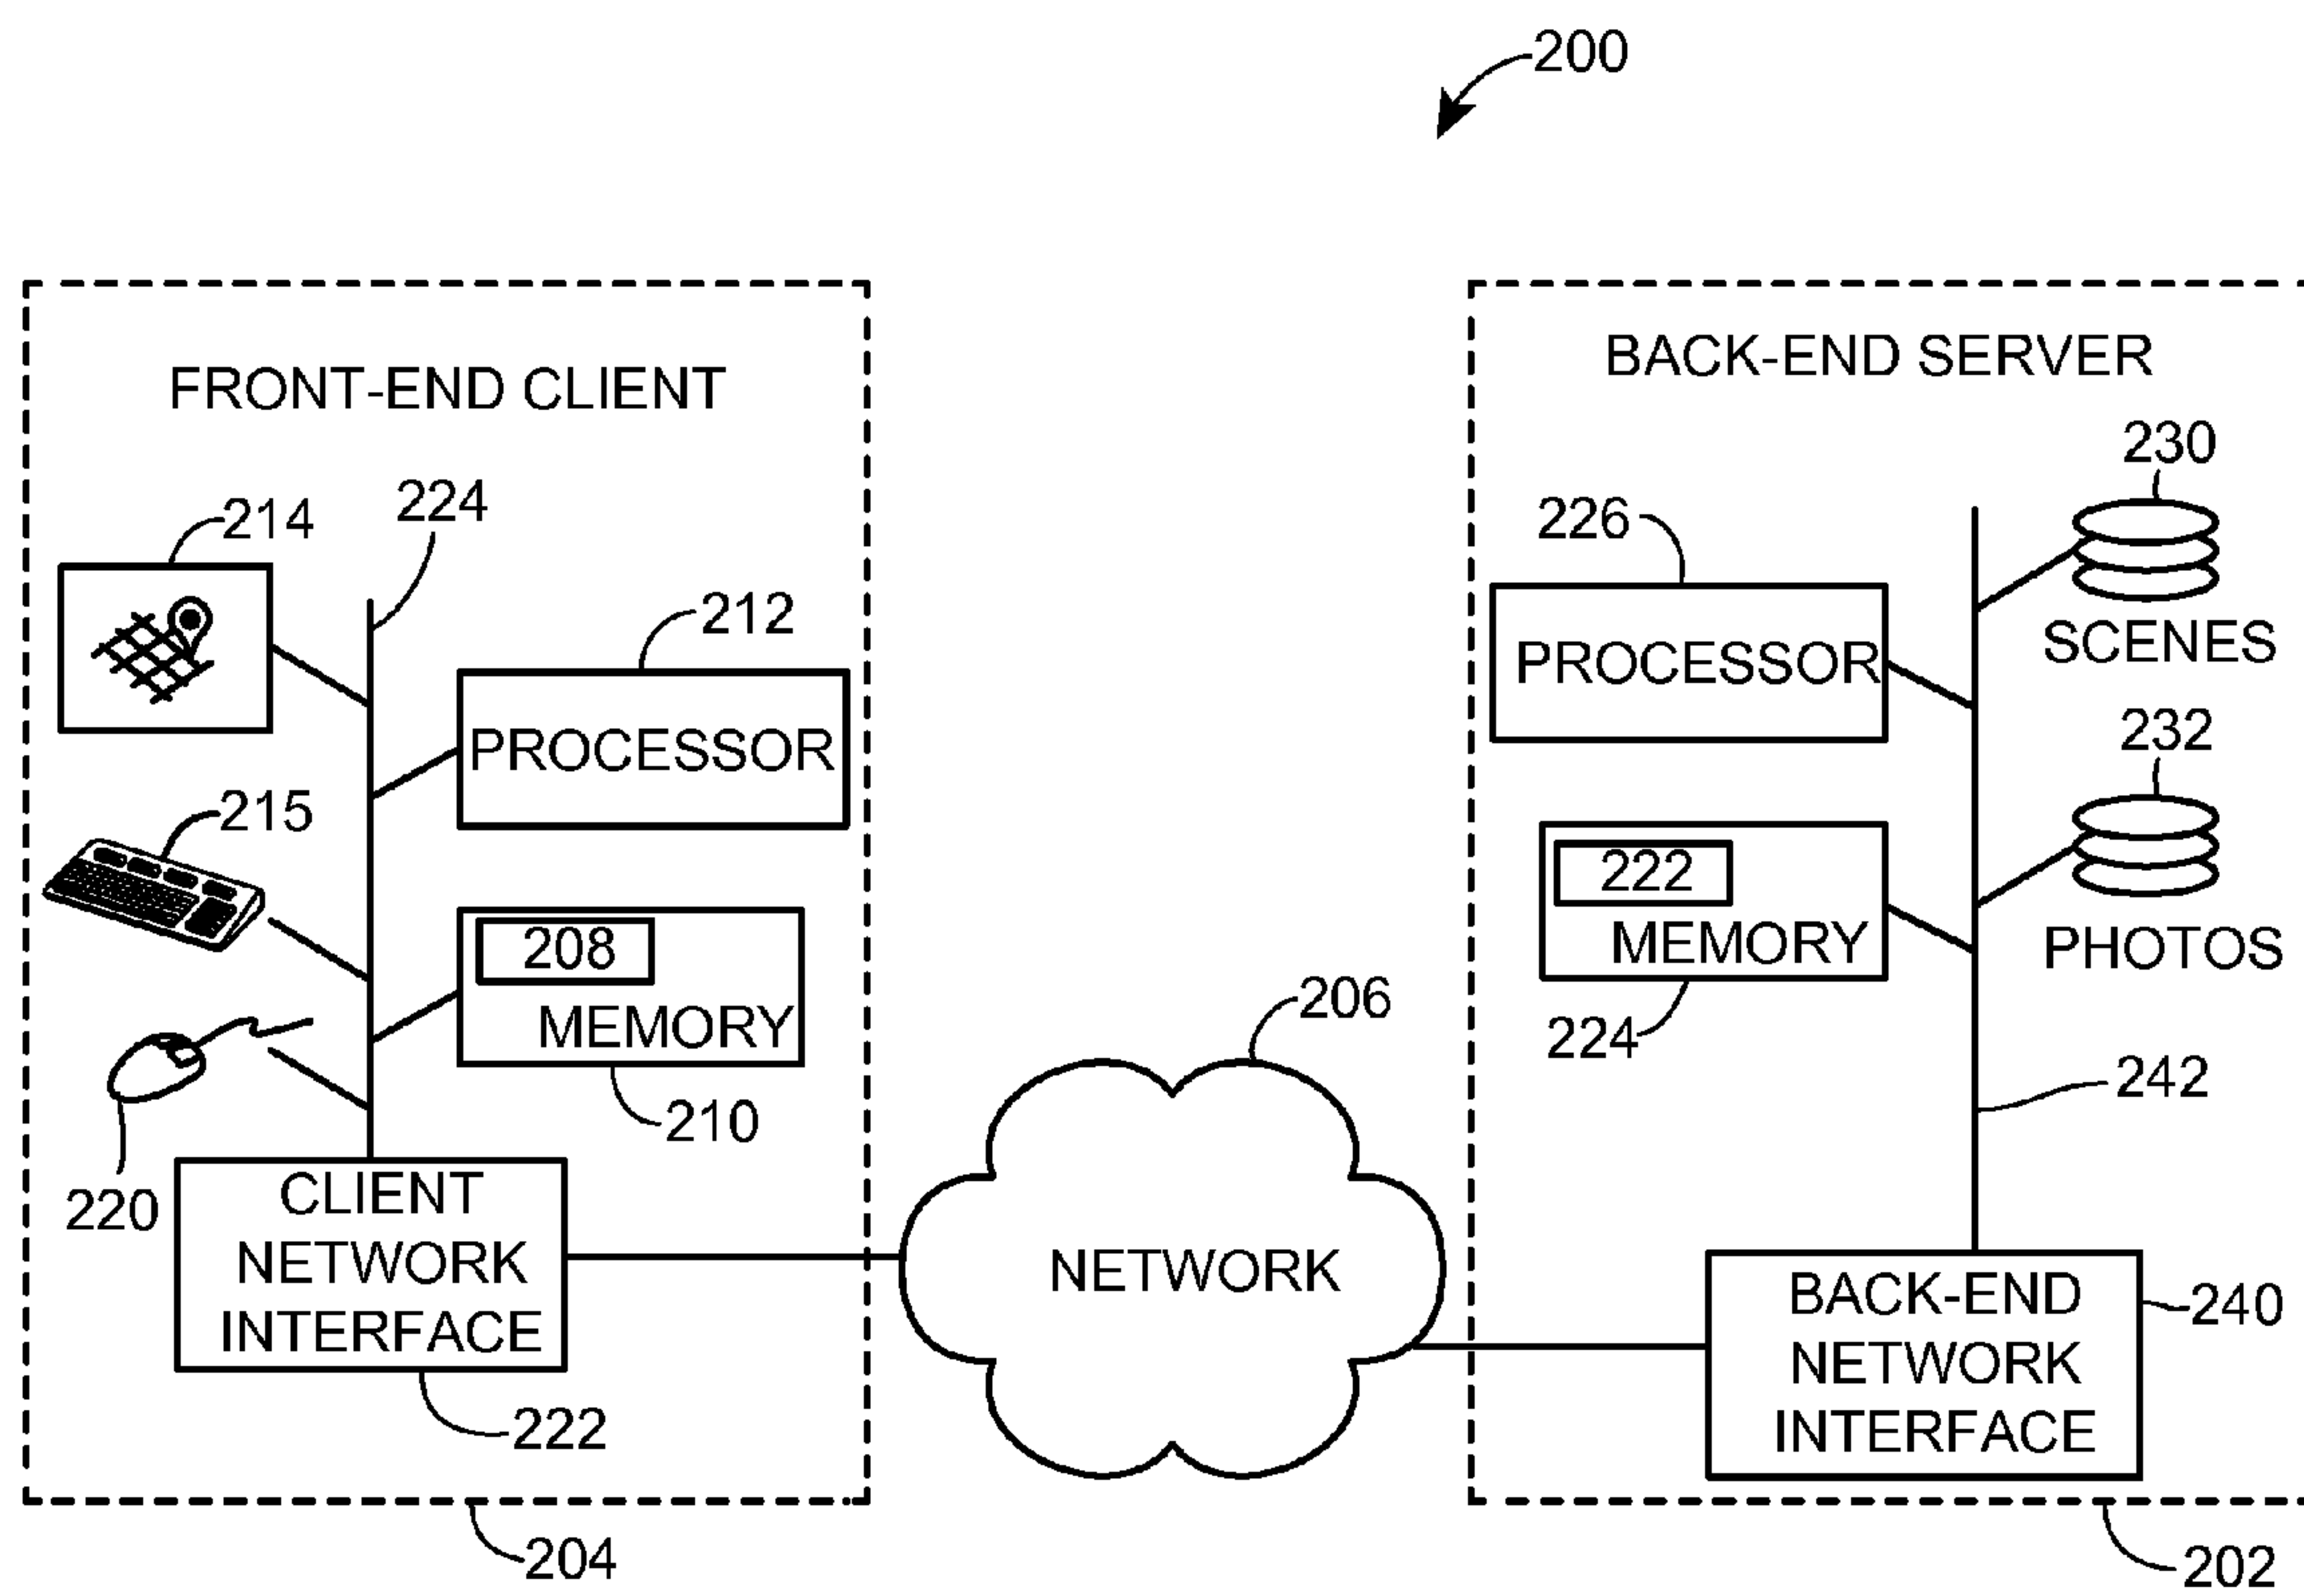 200
FRONT-END CLIENT
214
224
212
PROCESSOR
215
208
MEMORY
210
220
CLIENT
NETWORK
INTERFACE
222
204
206
NETWORK
BACK-END SERVER
230
226
SCENES
PROCESSOR
232
222
MEMORY
PHOTOS
224
242
BACK-END
NETWORK
INTERFACE
240
202